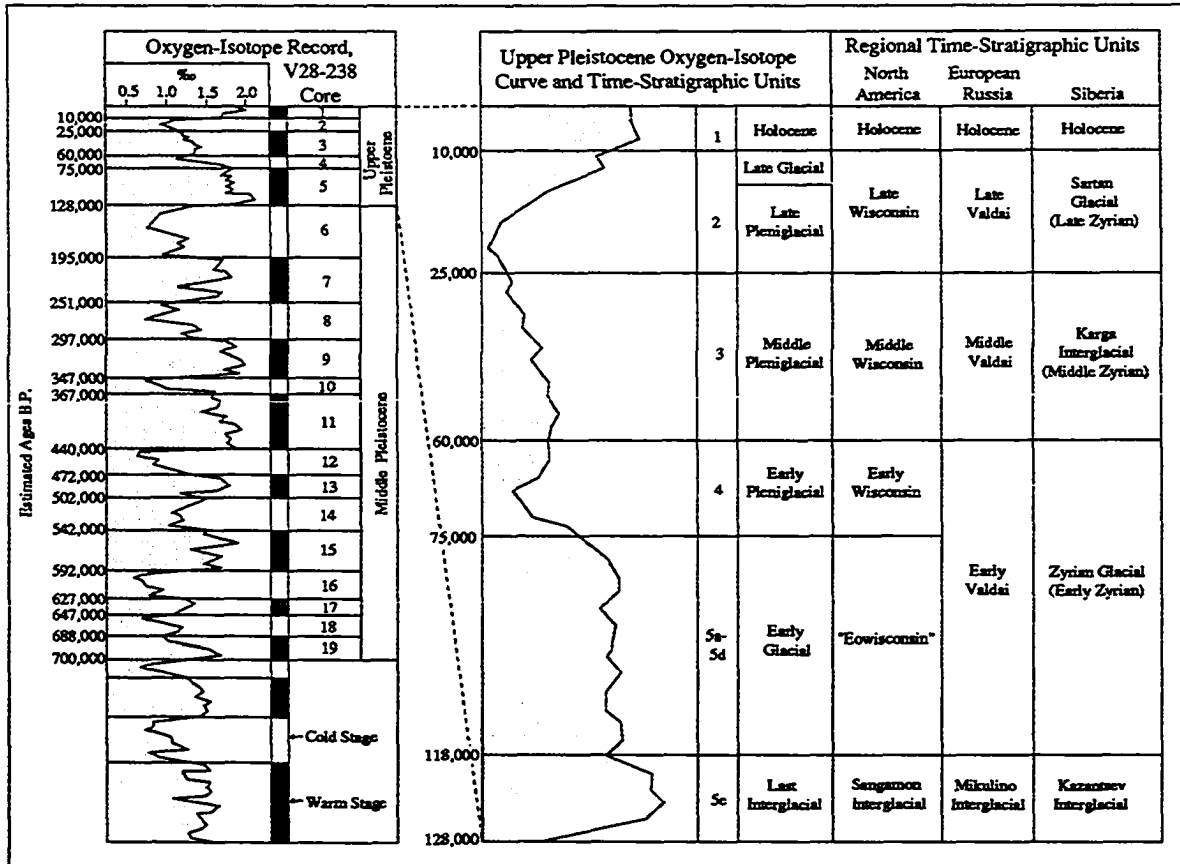 Oxygen-Isotope Record,
V28-238
Core
‰
0.5 1.0 1.5 2.0
Estimated Ages B.P.
10,000
25,000
60,000
75,000
128,000
195,000
251,000
297,000
347,000
367,000
440,000
472,000
502,000
542,000
592,000
627,000
647,000
688,000
700,000
1
2
3
4
5
6
7
8
9
10
11
12
13
14
15
16
17
18
19
Upper
Pleistoene
Middle Pleistocene
Cold Stage
Warm Stage
Upper Pleistocene Oxygen-Isotope
Curve and Time-Stratigraphic Units
Regional Time-Stratigraphic Units
North
America
European
Russia
Siberia
1
Holocene
Holocene
Holocene
Holocene
10,000
2
Late Glacial
Late
Pleniglacial
Late
Wisconsin
Late
Valdai
Sartan
Glacial
(Late Zyrian)
25,000
3
Middle
Pleniglacial
Middle
Wisconsin
Middle
Valdai
Karga
Interglacial
(Middle Zyrian)
60,000
4
Early
Pleniglacial
Early
Wisconsin
75,000
5a-
5d
Early
Glacial
"Eowisconsin"
Early
Valdai
Zyrian Glacial
(Early Zyrian)
118,000
5e
Last
Interglacial
Sangamon
Interglacial
Mikulino
Interglacial
Kazantsev
Interglacial
128,000